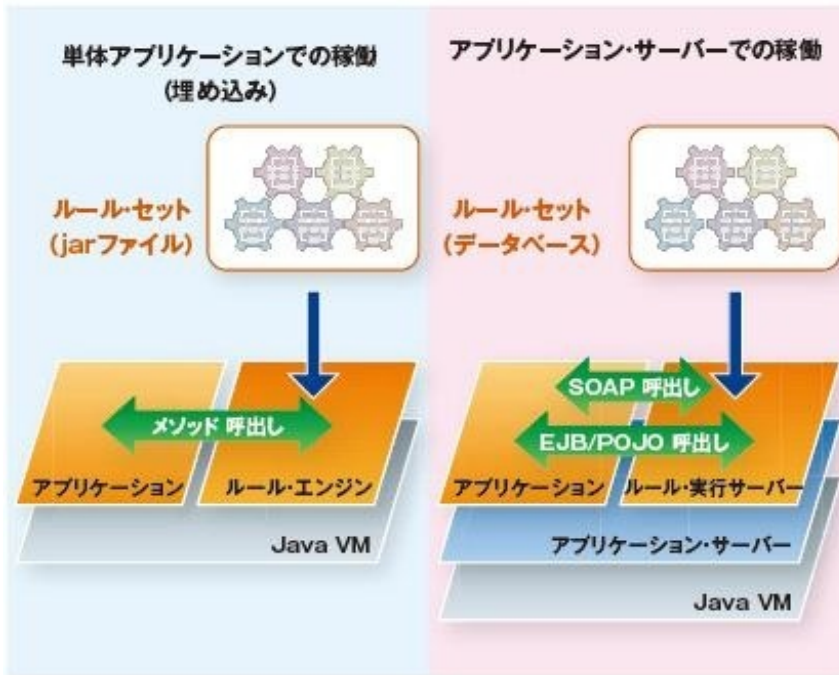 単体アプリケーションでの稼働
(埋め込み)
ルール・セット
(jarファイル)
メソッド 呼出し
アプリケーション
ルール・エンジン
Java VM
アプリケーション・サーバーでの稼働
ルール・セット
(データベース)
SOAP 呼出し
EJB/POJO 呼出し
アプリケーション
ルール・実行サーバー
アプリケーション・サーバー
Java VM